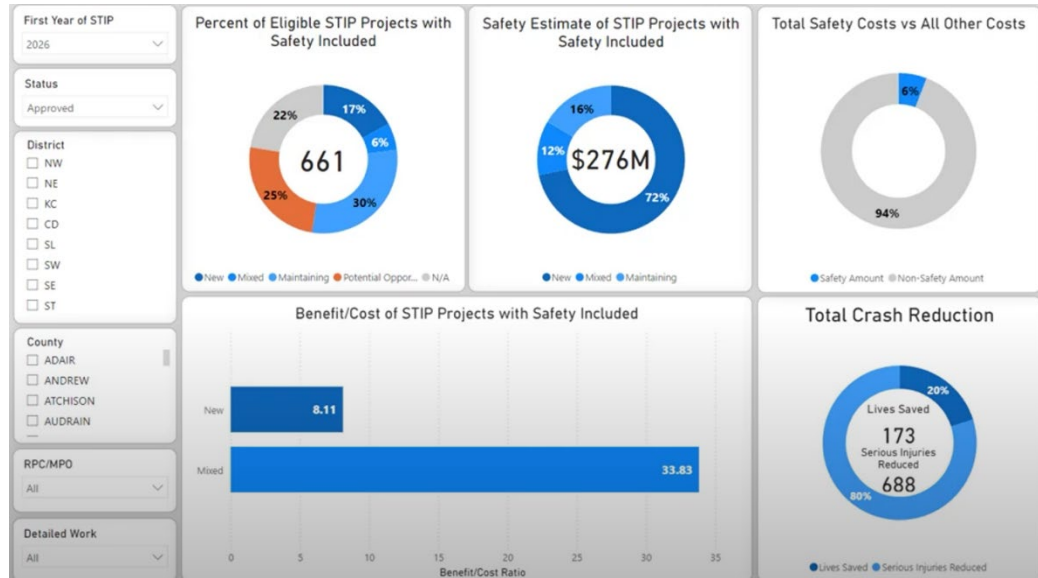 First Year of STIP
2026
Status
Approved
District
NW
NE
KC
CD
SL
SW
SE
ST
County
ADAIR
ANDREW
ATCHISON
AUDRAIN
RPC/MPO
All
Detailed Work
All
Percent of Eligible STIP Projects with
Safety Included
17%
6%
30%
25%
22%
661
New Mixed Maintaining Potential Oppor... N/A
Safety Estimate of STIP Projects with
Safety Included
16%
12%
72%
$276M
New Mixed Maintaining
Total Safety Costs vs All Other Costs
6%
94%
Safety Amount Non-Safety Amount
Benefit/Cost of STIP Projects with Safety Included
New
8.11
Mixed
33.83
0 5 10 15 20 25 30 35
Benefit/Cost Ratio
Total Crash Reduction
20%
Lives Saved
173
Serious Injuries
Reduced
688
80%
Lives Saved Serious Injuries Reduced